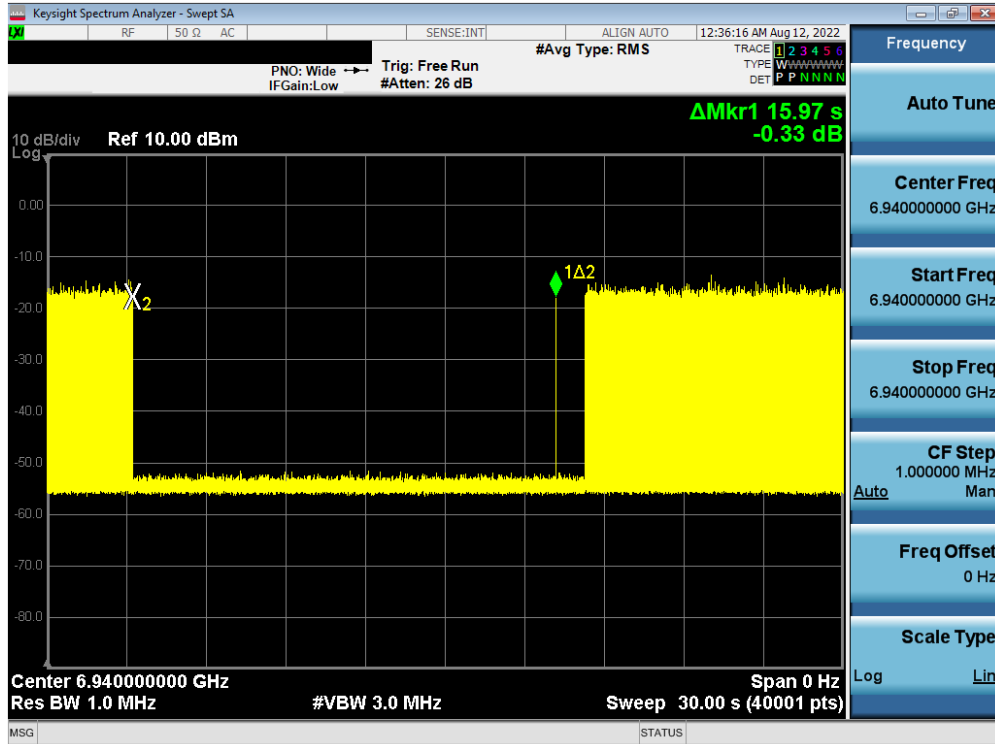 Keysight Spectrum Analyzer - Swept SA
LXI RF 50 Ω AC SENSE:INT ALIGN AUTO 12:36:16 AM Aug 12, 2022
#Avg Type: RMS
TRACE 1 2 3 4 5 6
TYPE WWWWWW
DET P P N N N N
PNO: Wide
IFGain:Low
Trig: Free Run
#Atten: 26 dB
ΔMkr1 15.97 s
-0.33 dB
10 dB/div
Log
Ref 10.00 dBm
0.00
-10.0
-20.0
-30.0
-40.0
-50.0
-60.0
-70.0
-80.0
X2
1Δ2
Center 6.940000000 GHz
Span 0 Hz
Res BW 1.0 MHz
#VBW 3.0 MHz
Sweep 30.00 s (40001 pts)
MSG
STATUS
Frequency
Auto Tune
Center Freq
6.940000000 GHz
Start Freq
6.940000000 GHz
Stop Freq
6.940000000 GHz
CF Step
1.000000 MHz
Auto Man
Freq Offset
0 Hz
Scale Type
Log Lin